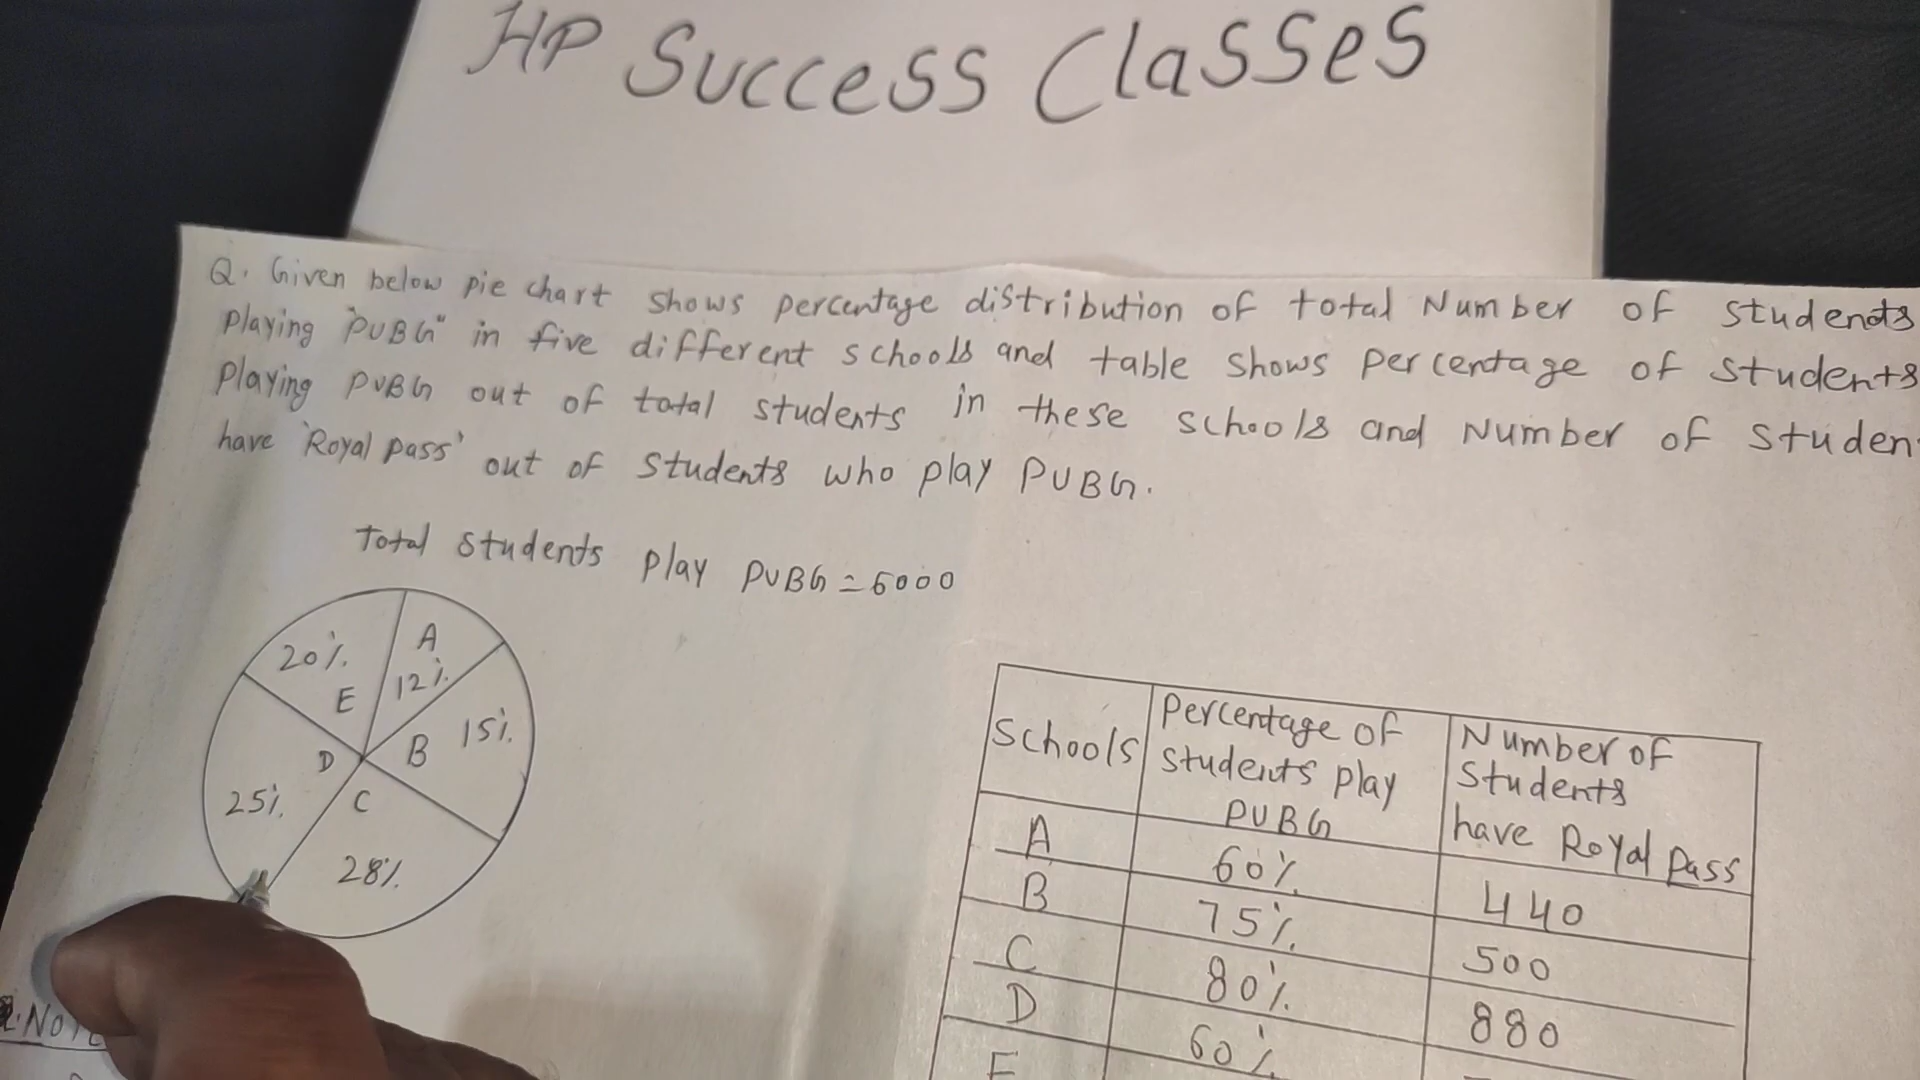 HP Success Classes
Q. Given below pie chart shows percentage distribution of total Number of students
playing "PUBG" in five different schools and table shows percentage of students
playing PUBG out of total students in these schools and Number of studen
have 'Royal pass' out of students who play PUBG.
Total students play PUBG = 6000
20%
E
A
12%
15%
B
D
25%
C
28%
Schools Percentage of students play PUBG Number of students have Royal pass
A 60% 440
B 75% 500
C 80% 880
D 60%
E